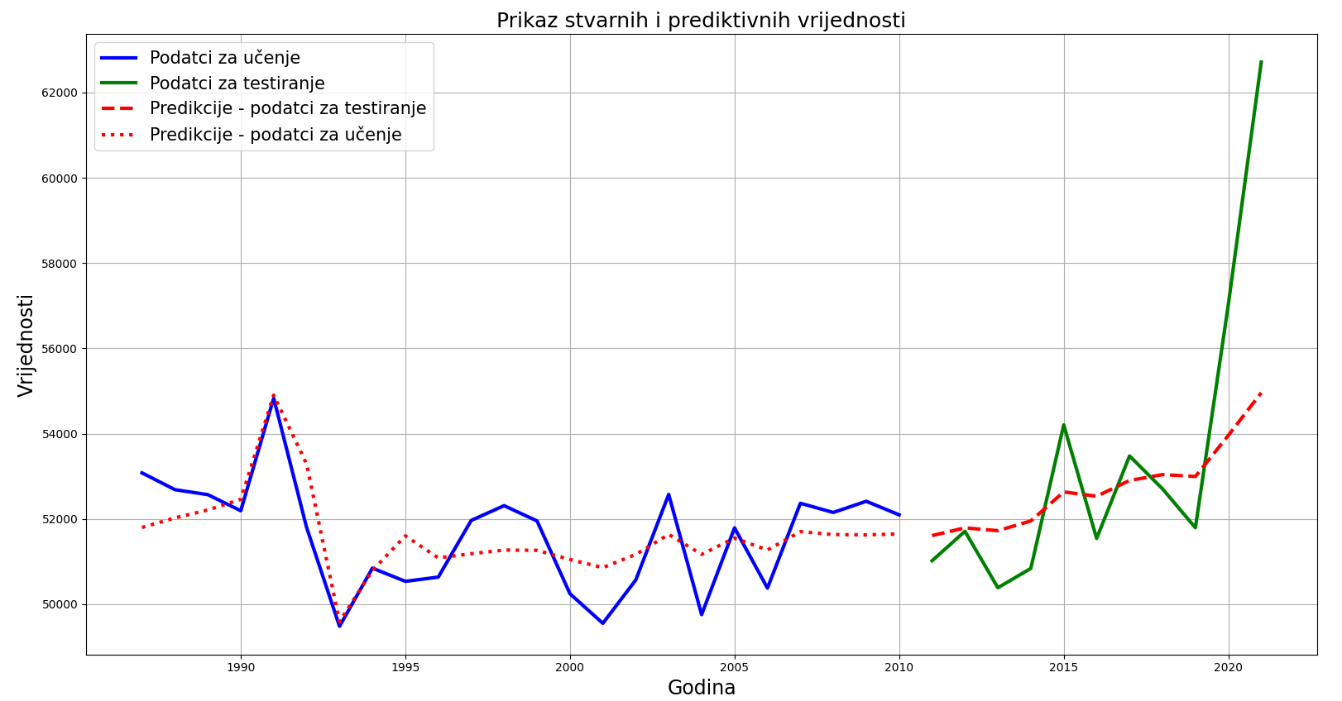 Prikaz stvarnih i prediktivnih vrijednosti
Podatci za učenje
Podatci za testiranje
Predikcije - podatci za testiranje
Predikcije - podatci za učenje
62000
60000
58000
56000
54000
52000
50000
Vrijednosti
1990 1995 2000 2005 2010 2015 2020
Godina